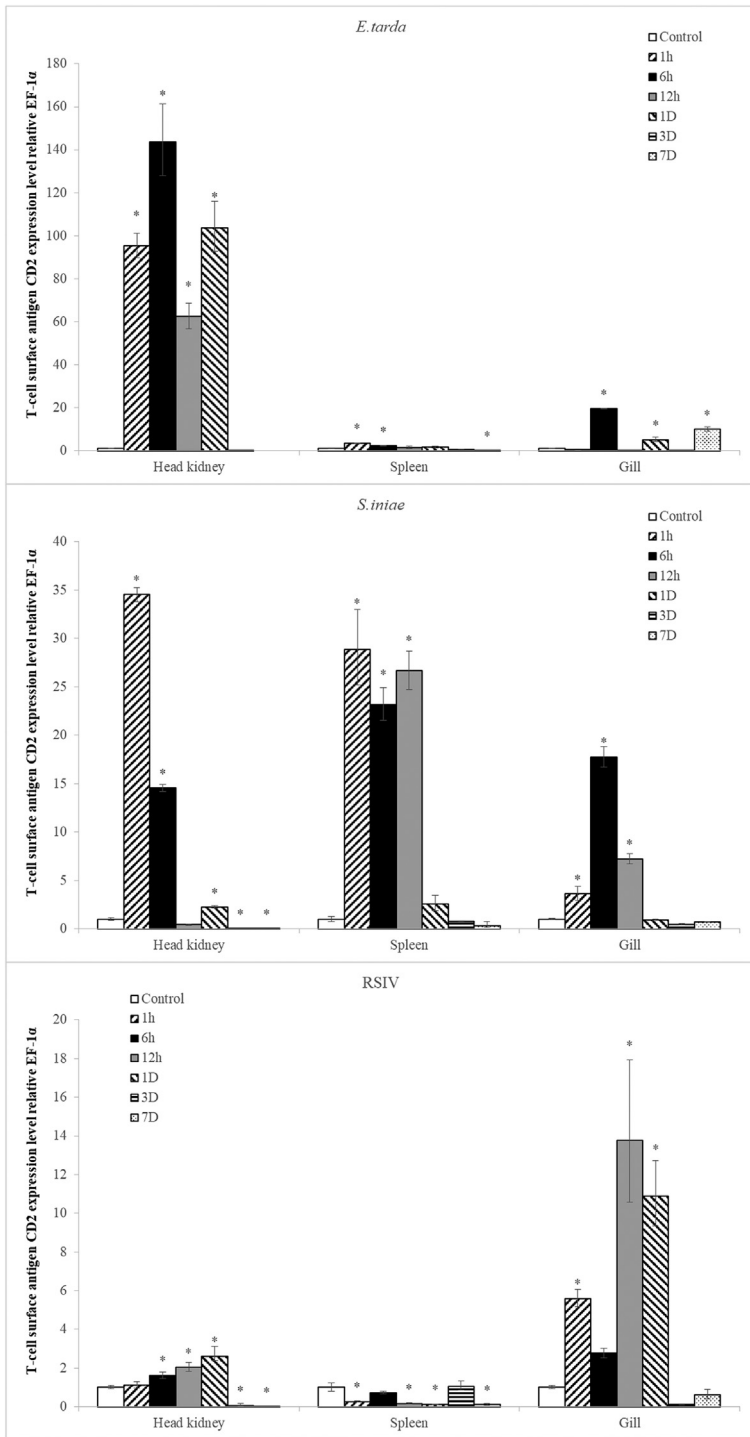 E.tarda
T-cell surface antigen CD2 expression level relative EF-1α
180
160
140
120
100
80
60
40
20
0
Control
1h
6h
12h
1D
3D
7D
* * * *
* * *
* * *
Head kidney Spleen Gill
S.iniae
T-cell surface antigen CD2 expression level relative EF-1α
40
35
30
25
20
15
10
5
0
Control
1h
6h
12h
1D
3D
7D
* * * * *
* * *
* * *
Head kidney Spleen Gill
RSIV
T-cell surface antigen CD2 expression level relative EF-1α
20
18
16
14
12
10
8
6
4
2
0
Control
1h
6h
12h
1D
3D
7D
* * * * *
* * * *
* * *
Head kidney Spleen Gill